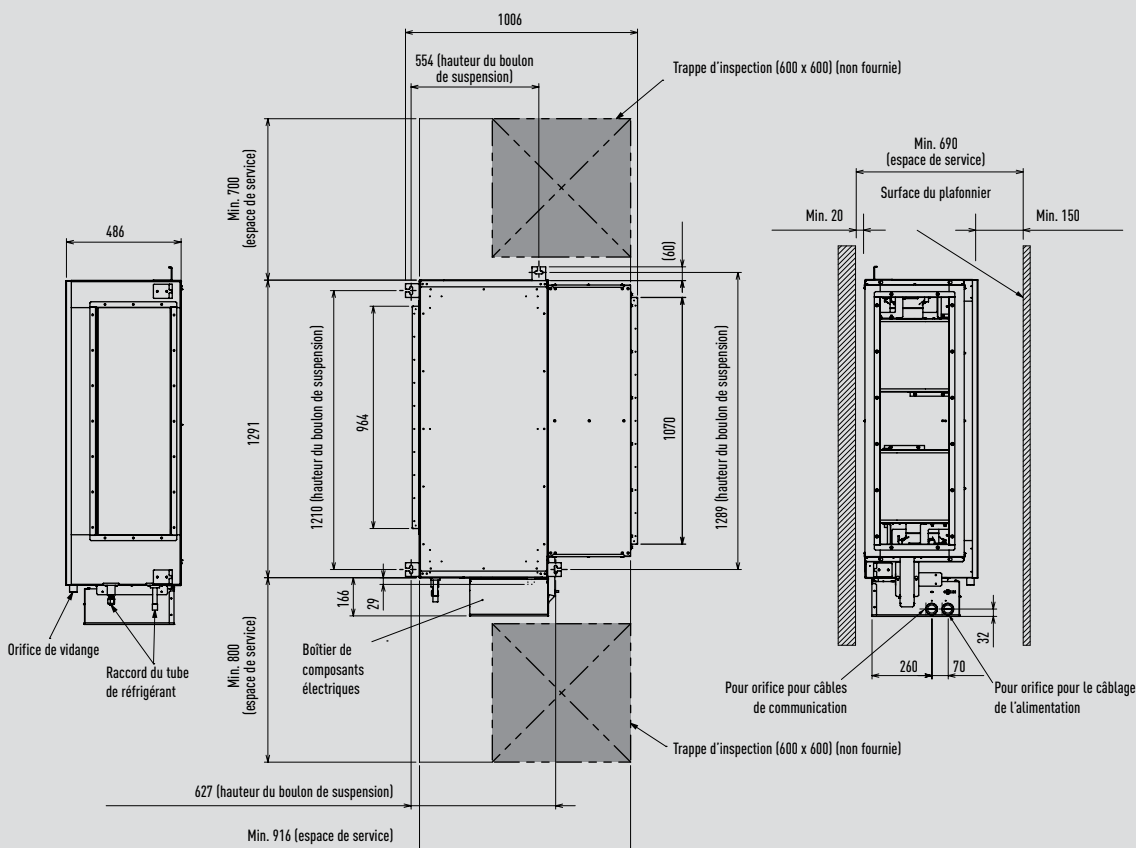 1006
554 (hauteur du boulon
de suspension)
Trappe d'inspection (600 x 600) (non fournie)
Min. 700
(espace de service)
Min. 690
(espace de service)
Surface du plafonnier
Min. 20
Min. 150
486
(60)
1291
1210 (hauteur du boulon de suspension)
964
1070
1289 (hauteur du boulon de suspension)
166
29
32
260
70
Orifice de vidange
Raccord du tube
de réfrigérant
Min. 800
(espace de service)
Boîtier de
composants
électriques
Pour orifice pour câbles
de communication
Pour orifice pour le câblage
de l'alimentation
Trappe d'inspection (600 x 600) (non fournie)
627 (hauteur du boulon de suspension)
Min. 916 (espace de service)